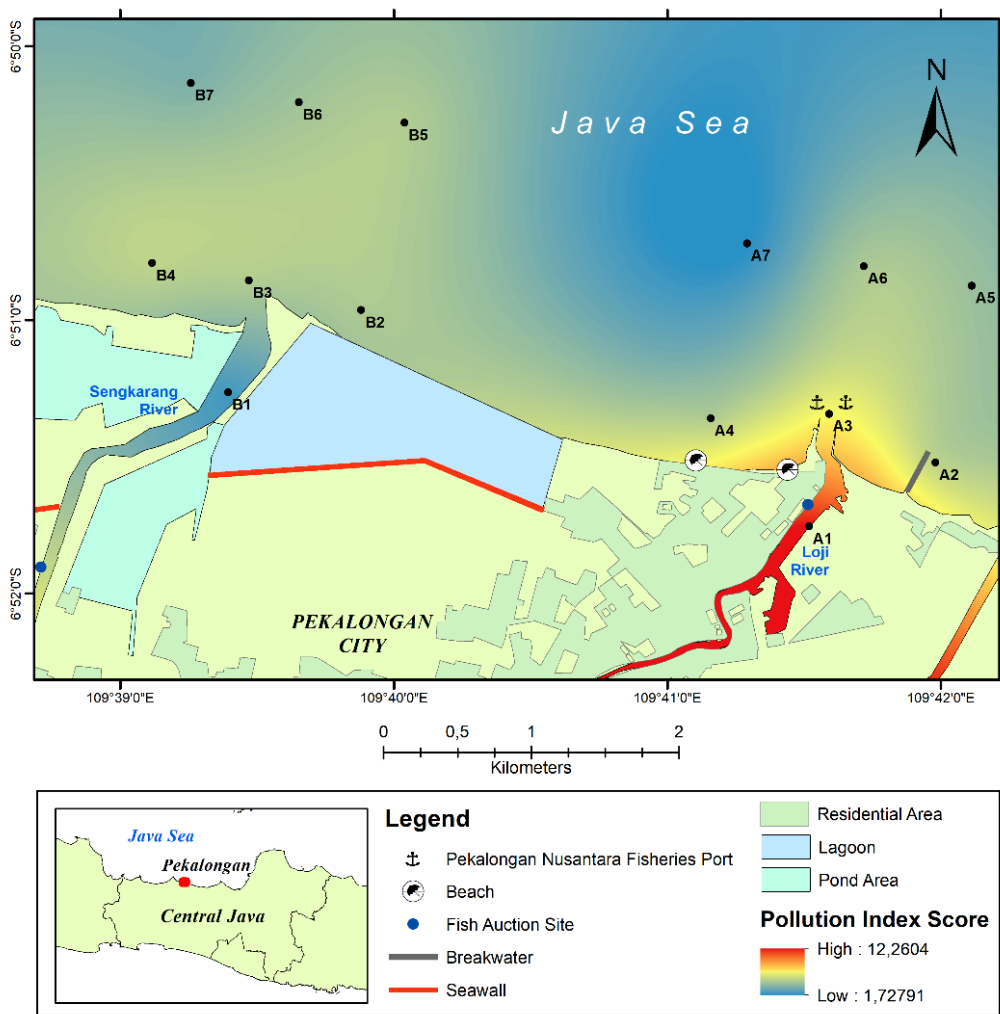 6°50'0"S
N
B7
B6
B5
Java Sea
A7
A6
A5
B4
B3
B2
6°51'0"S
Sengkarang
River
B1
A4
A3
A2
A1
Loji
River
6°52'0"S
PEKALONGAN
CITY
109°39'0"E
109°40'0"E
109°41'0"E
109°42'0"E
0
0,5
1
2
Kilometers
Java Sea
Pekalongan
Central Java
Legend
Pekalongan Nusantara Fisheries Port
Beach
Fish Auction Site
Breakwater
Seawall
Residential Area
Lagoon
Pond Area
Pollution Index Score
High : 12,2604
Low : 1,72791